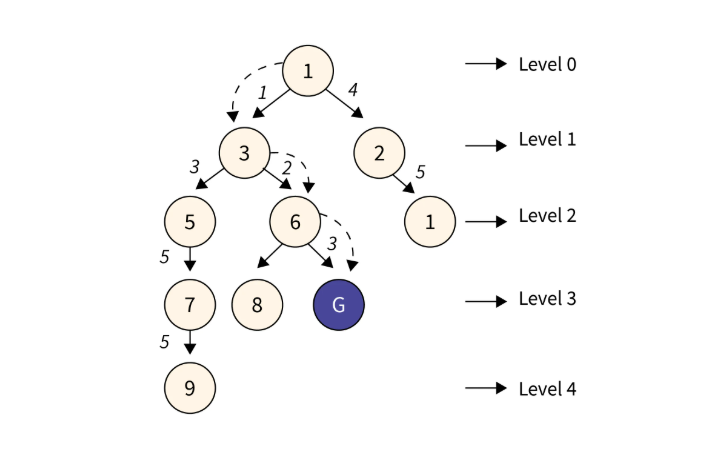 1 Level 0
1 4
3 2 Level 1
3 2 5
5 6 1 Level 2
5 3
7 8 G Level 3
5
9 Level 4